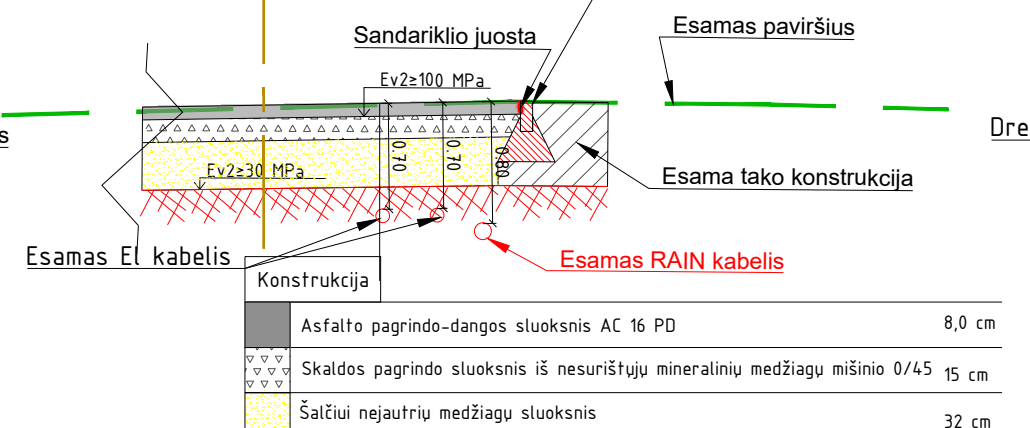 Sandariklio juosta
Esamas paviršius
Ev2≥100 MPa
s
Dre
0.70
0.70
0.80
Ev2≥30 MPa
Esama tako konstrukcija
Esamas El kabelis
Esamas RAIN kabelis
Konstrukcija
Asfalto pagrindo-dangos sluoksnis AC 16 PD 8,0 cm
Skaldos pagrindo sluoksnis iš nesurištųjų mineralinių medžiagų mišinio 0/45 15 cm
Šalčiui nejautrių medžiagų sluoksnis 32 cm